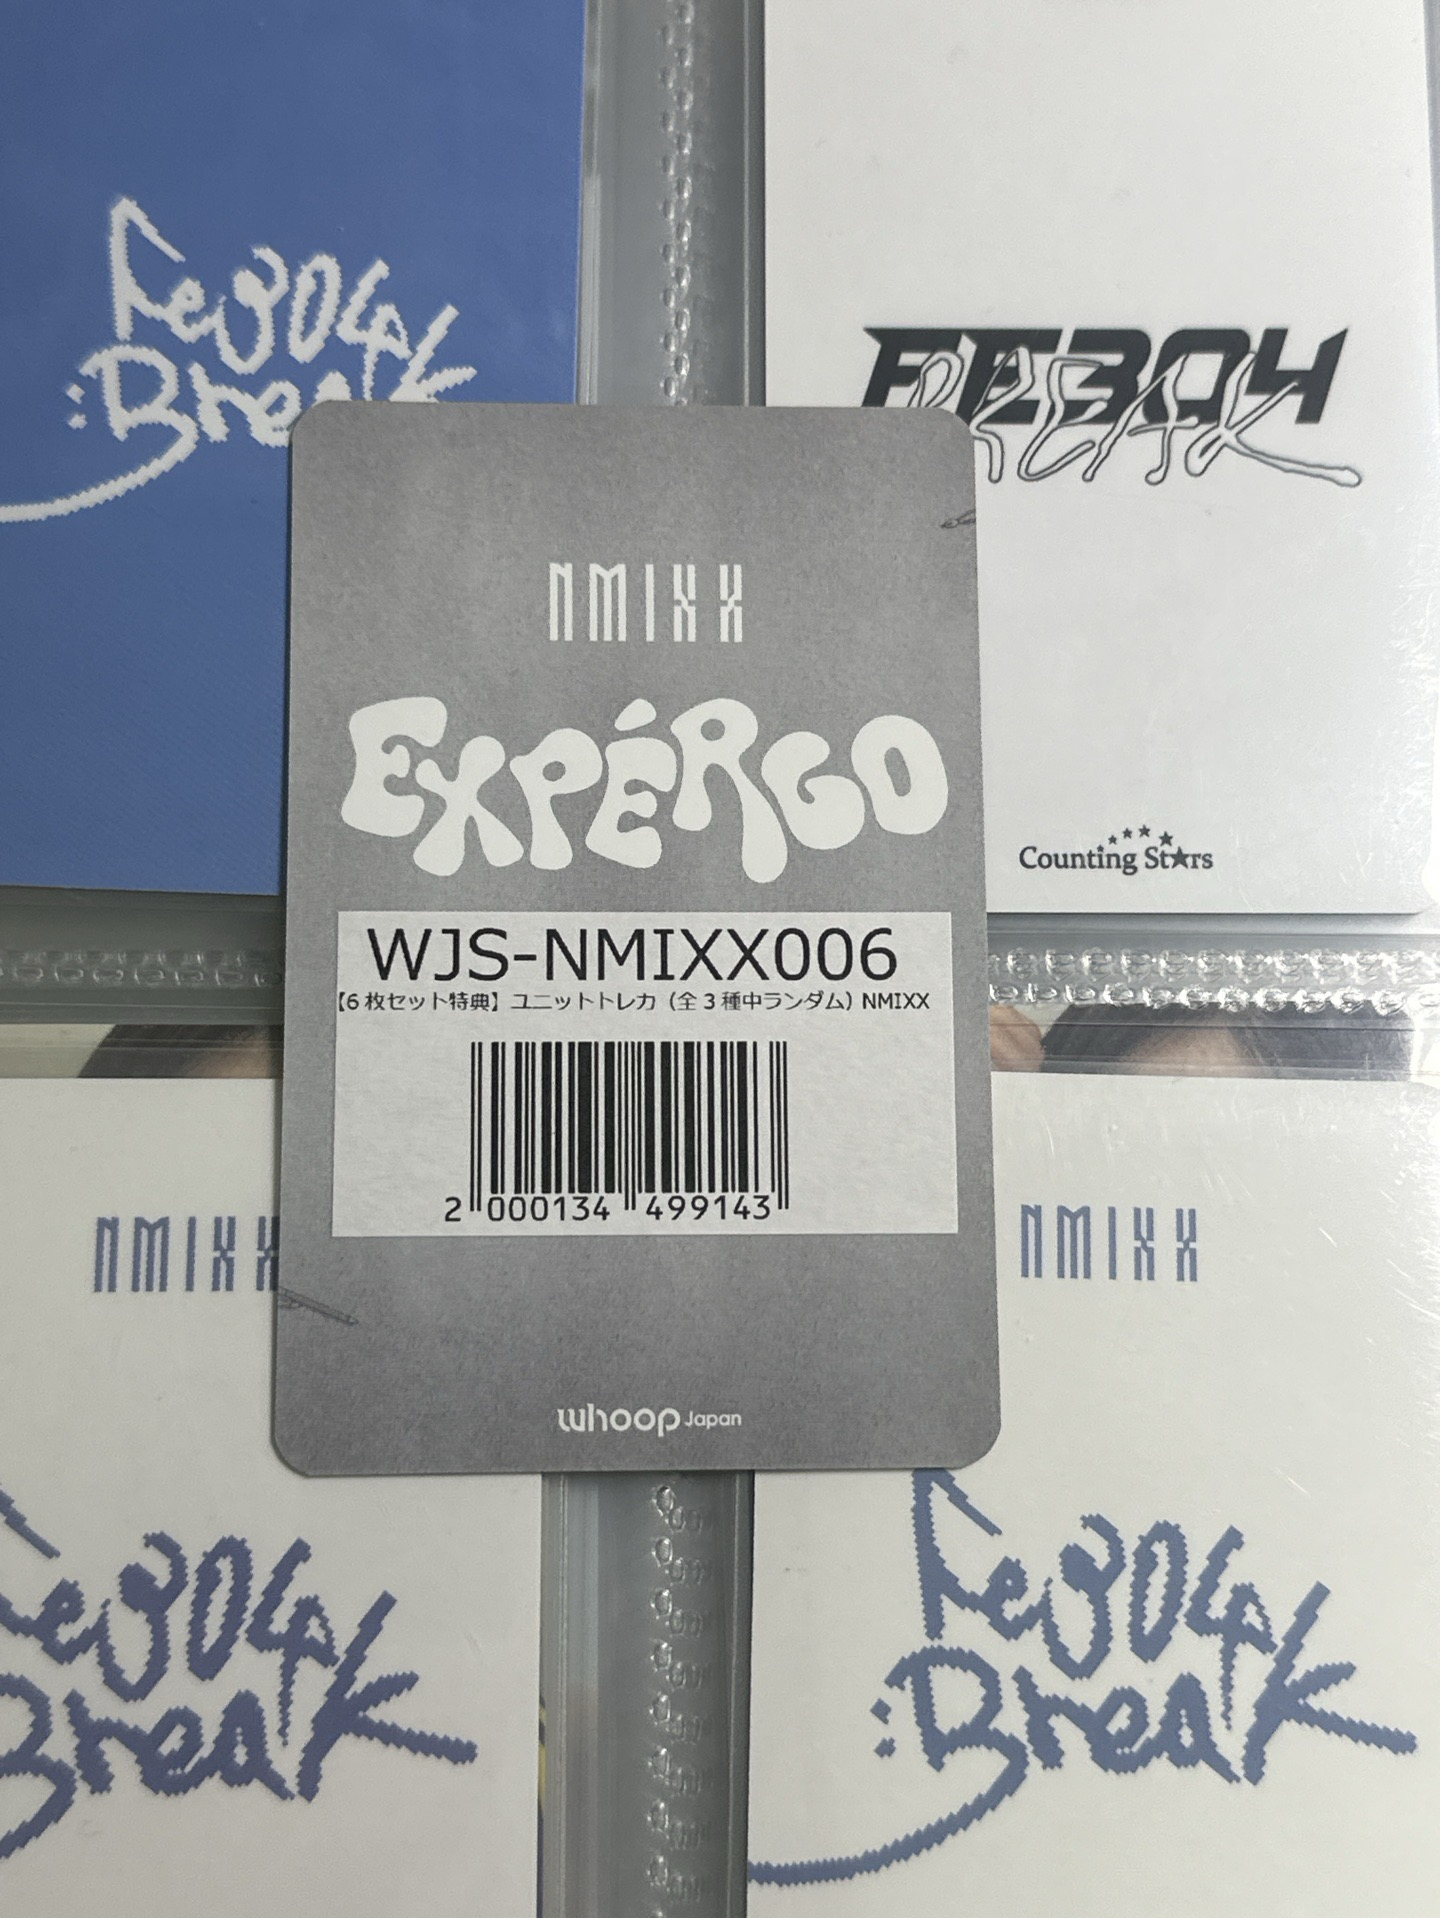 Fe3O4
:Brea
FE3O4
BREAK
Counting Stars
NMIXX
EXPÉRGO
WJS-NMIXX006
【6枚セット特典】ユニットトレカ（全3種中ランダム）NMIXX
2 000134 499143
whoop Japan
NMIXX
Fe3O4
Break
NMIXX
Fe3O4
:Break